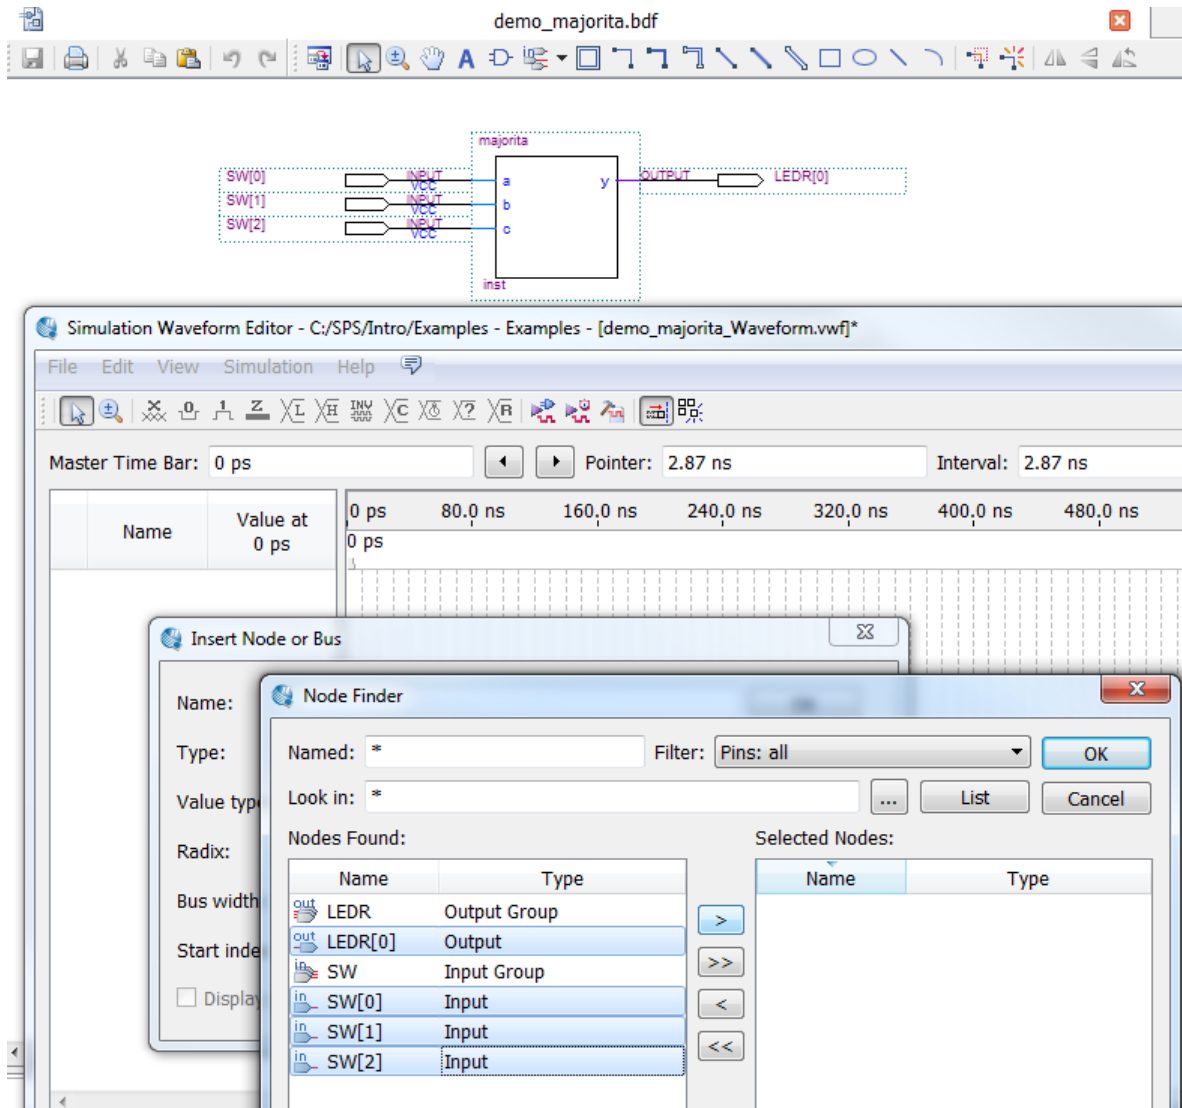 demo_majorita.bdf
majorita
SW[0] INPUT VCC a y OUTPUT LEDR[0]
SW[1] INPUT VCC b
SW[2] INPUT VCC c
inst
Simulation Waveform Editor - C:/SPS/Intro/Examples - Examples - [demo_majorita_Waveform.vwf]*
File Edit View Simulation Help
Master Time Bar: 0 ps Pointer: 2.87 ns Interval: 2.87 ns
Name Value at 0 ps 0 ps 80.0 ns 160.0 ns 240.0 ns 320.0 ns 400.0 ns 480.0 ns
0 ps
Insert Node or Bus
Name:
Type:
Radix:
Bus width
Display
Node Finder
Named: * Filter: Pins: all OK
Look in: * ... List Cancel
Nodes Found: Selected Nodes:
Name Type Name Type
LEDR Output Group >
LEDR[0] Output
SW Input Group >>
SW[0] Input <
SW[1] Input
SW[2] Input <<